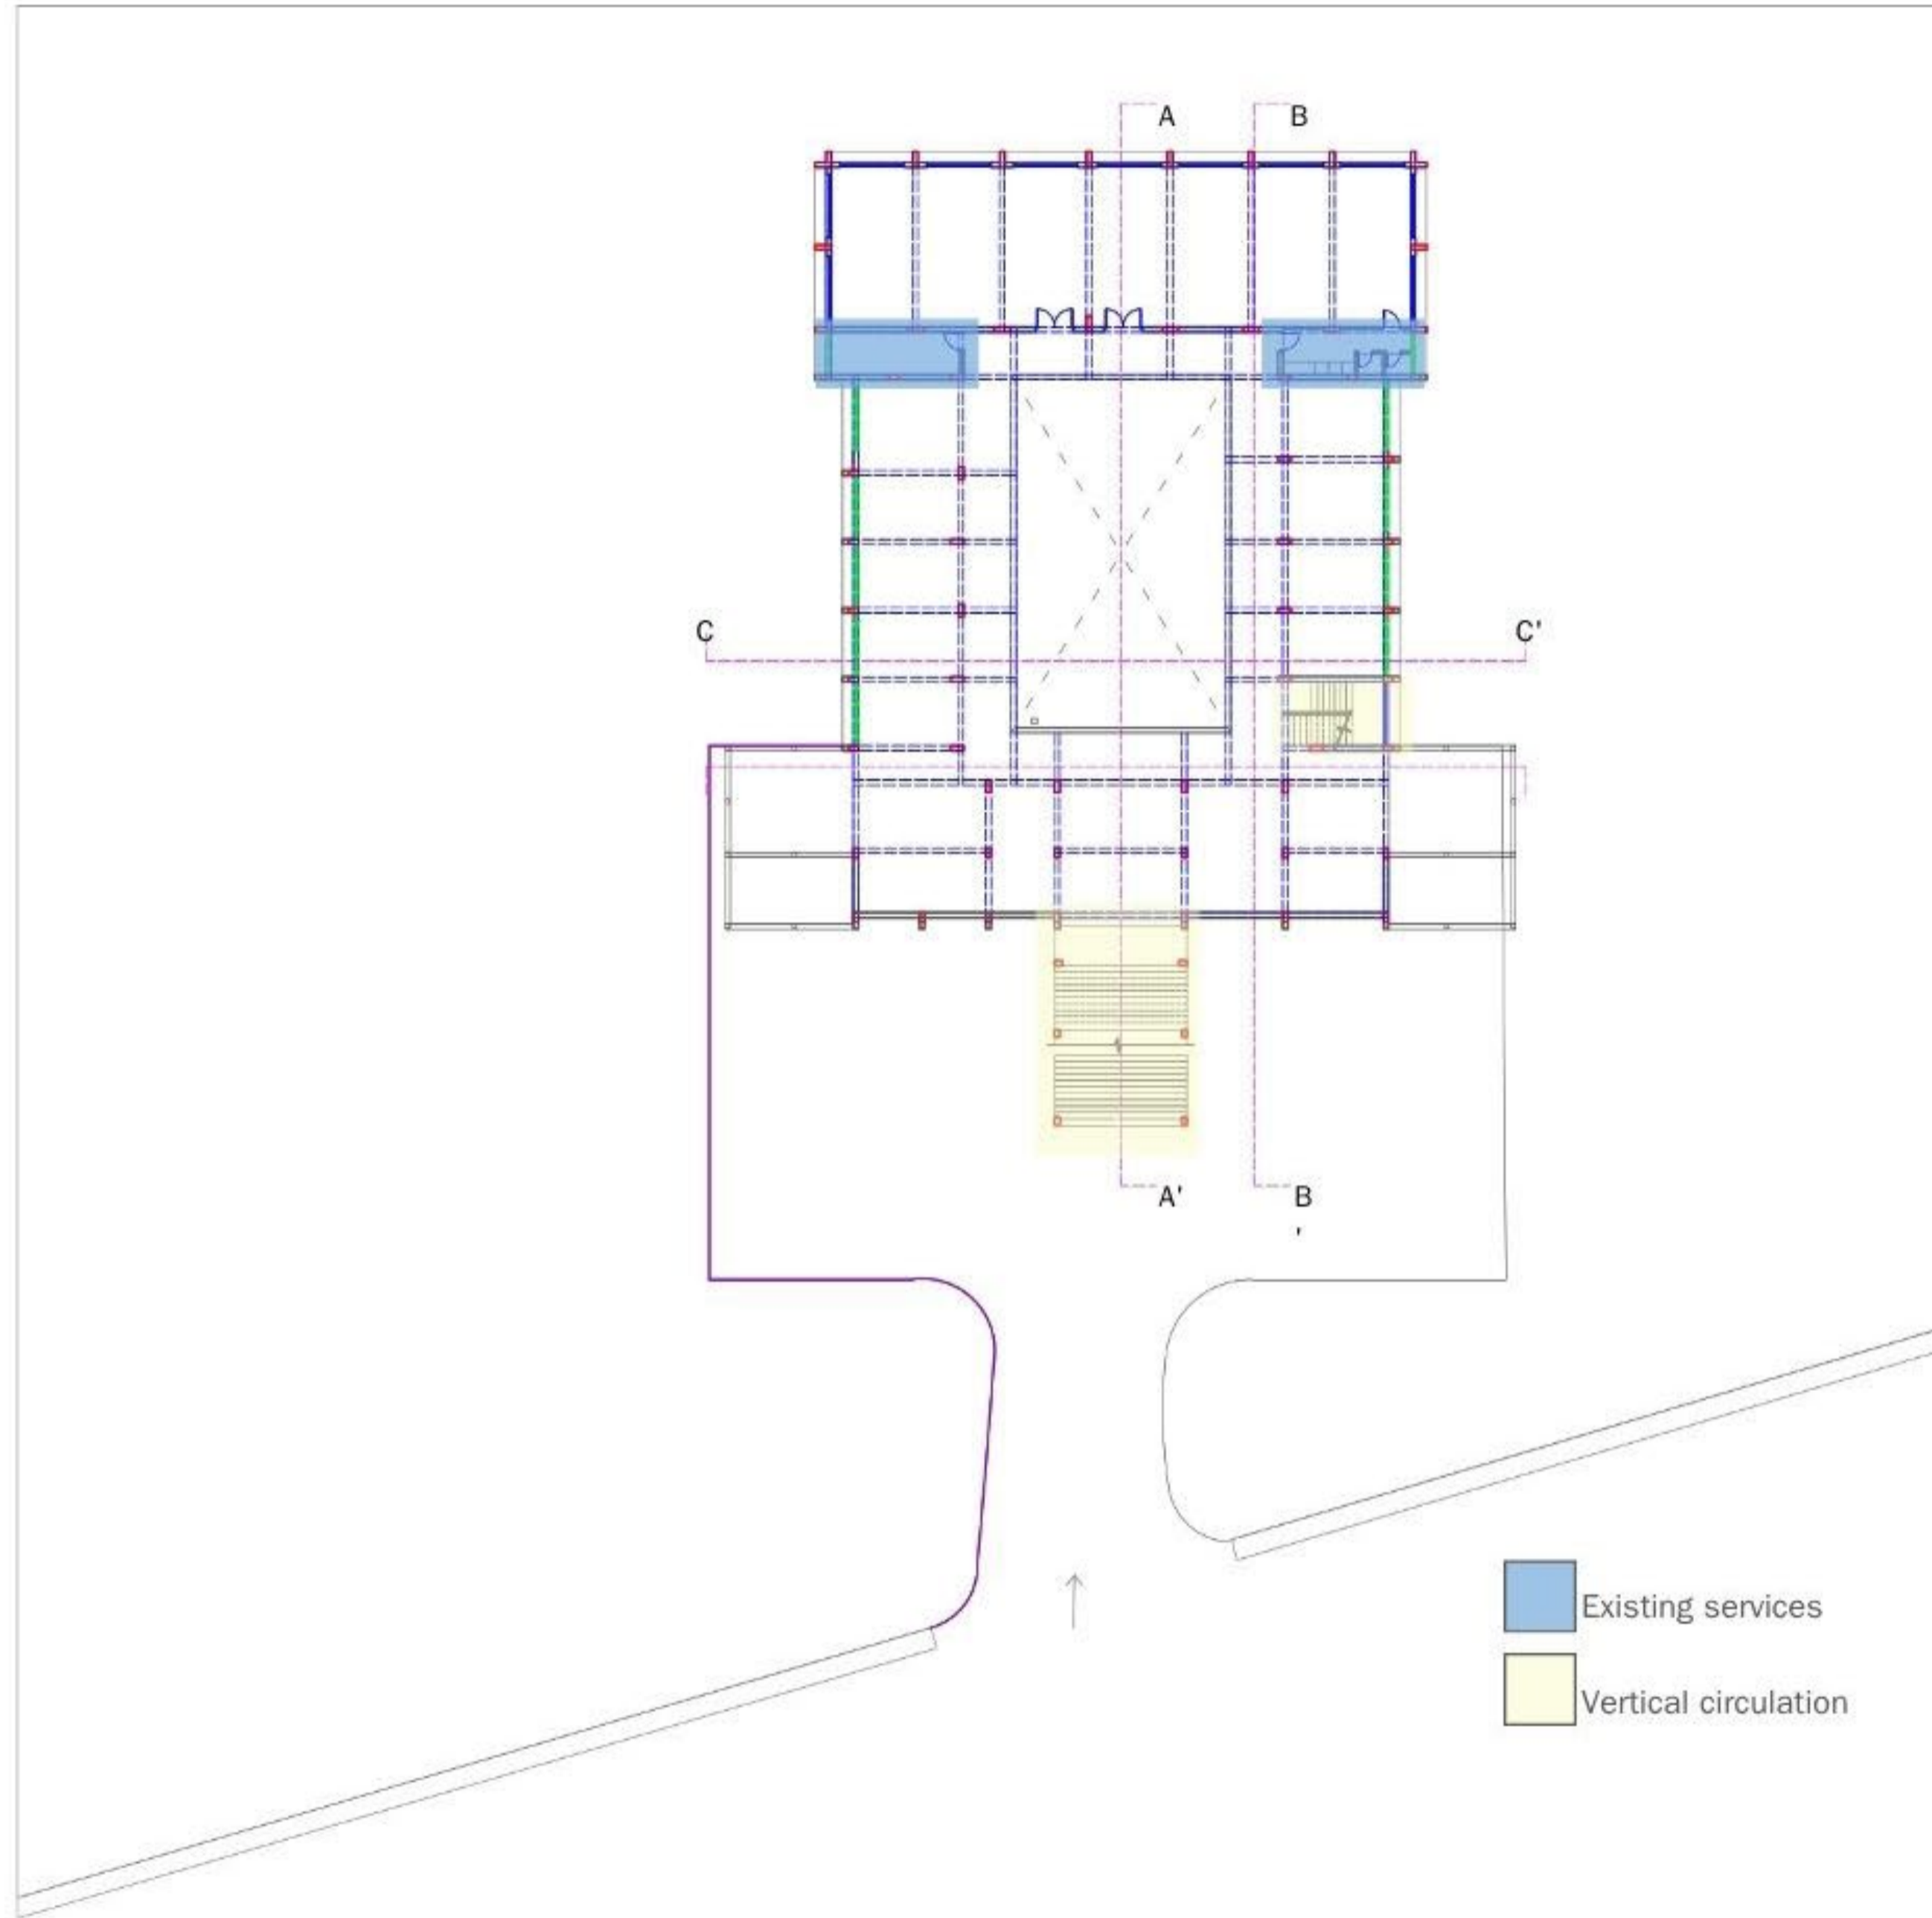 A
B
C
C'
A'
B
'
Existing services
Vertical circulation